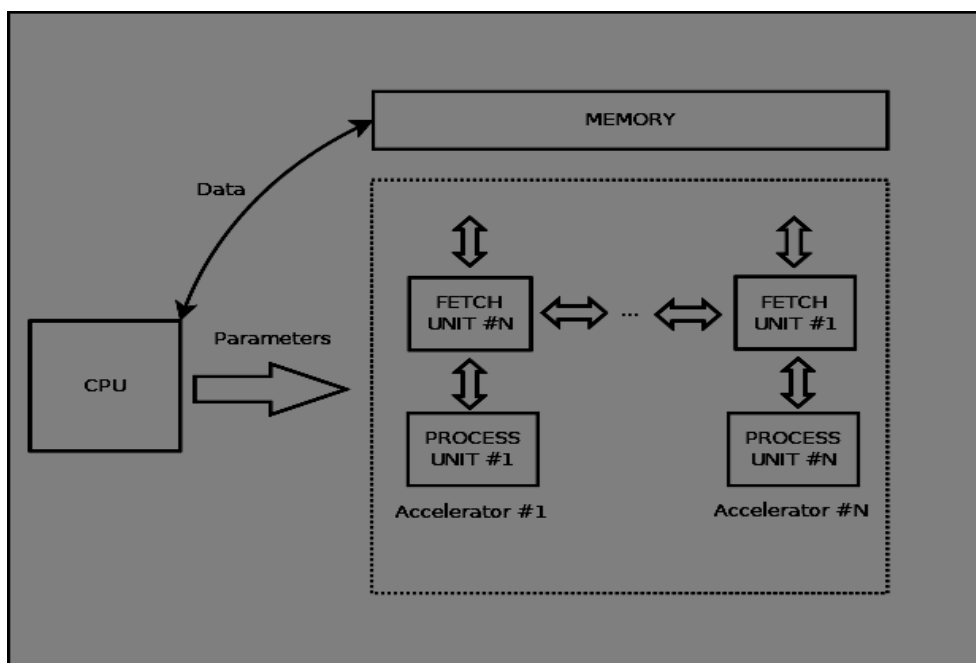 MEMORY
Data
FETCH
UNIT #N
...
FETCH
UNIT #1
Parameters
CPU
PROCESS
UNIT #1
PROCESS
UNIT #N
Accelerator #1
Accelerator #N